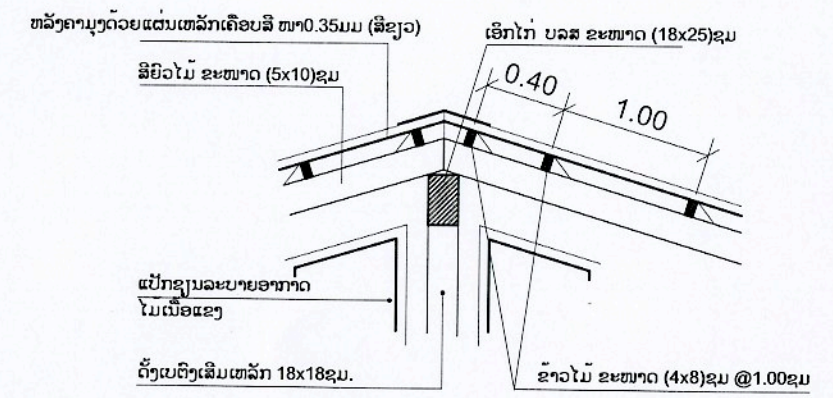 ຫລັງຄາມຸງດ້ວຍແຜ່ນເຫລັກເຄືອບສີ ໜາ0.35ມມ (ສີຂຽວ)
ເອິກໄກ່ ບລສ ຂະໜາດ (18x25)ຊມ
ສີຍົວໄມ້ ຂະໜາດ (5x10)ຊມ
0.40
1.00
ແປັກຊຽນລະບາຍອາກາດ
ໄມ້ເນື້ອແຂງ
ດັ້ງເບຕົງເສີມເຫລັກ 18x18ຊມ.
ຂ້າວໄມ້ ຂະໜາດ (4x8)ຊມ @1.00ຊມ